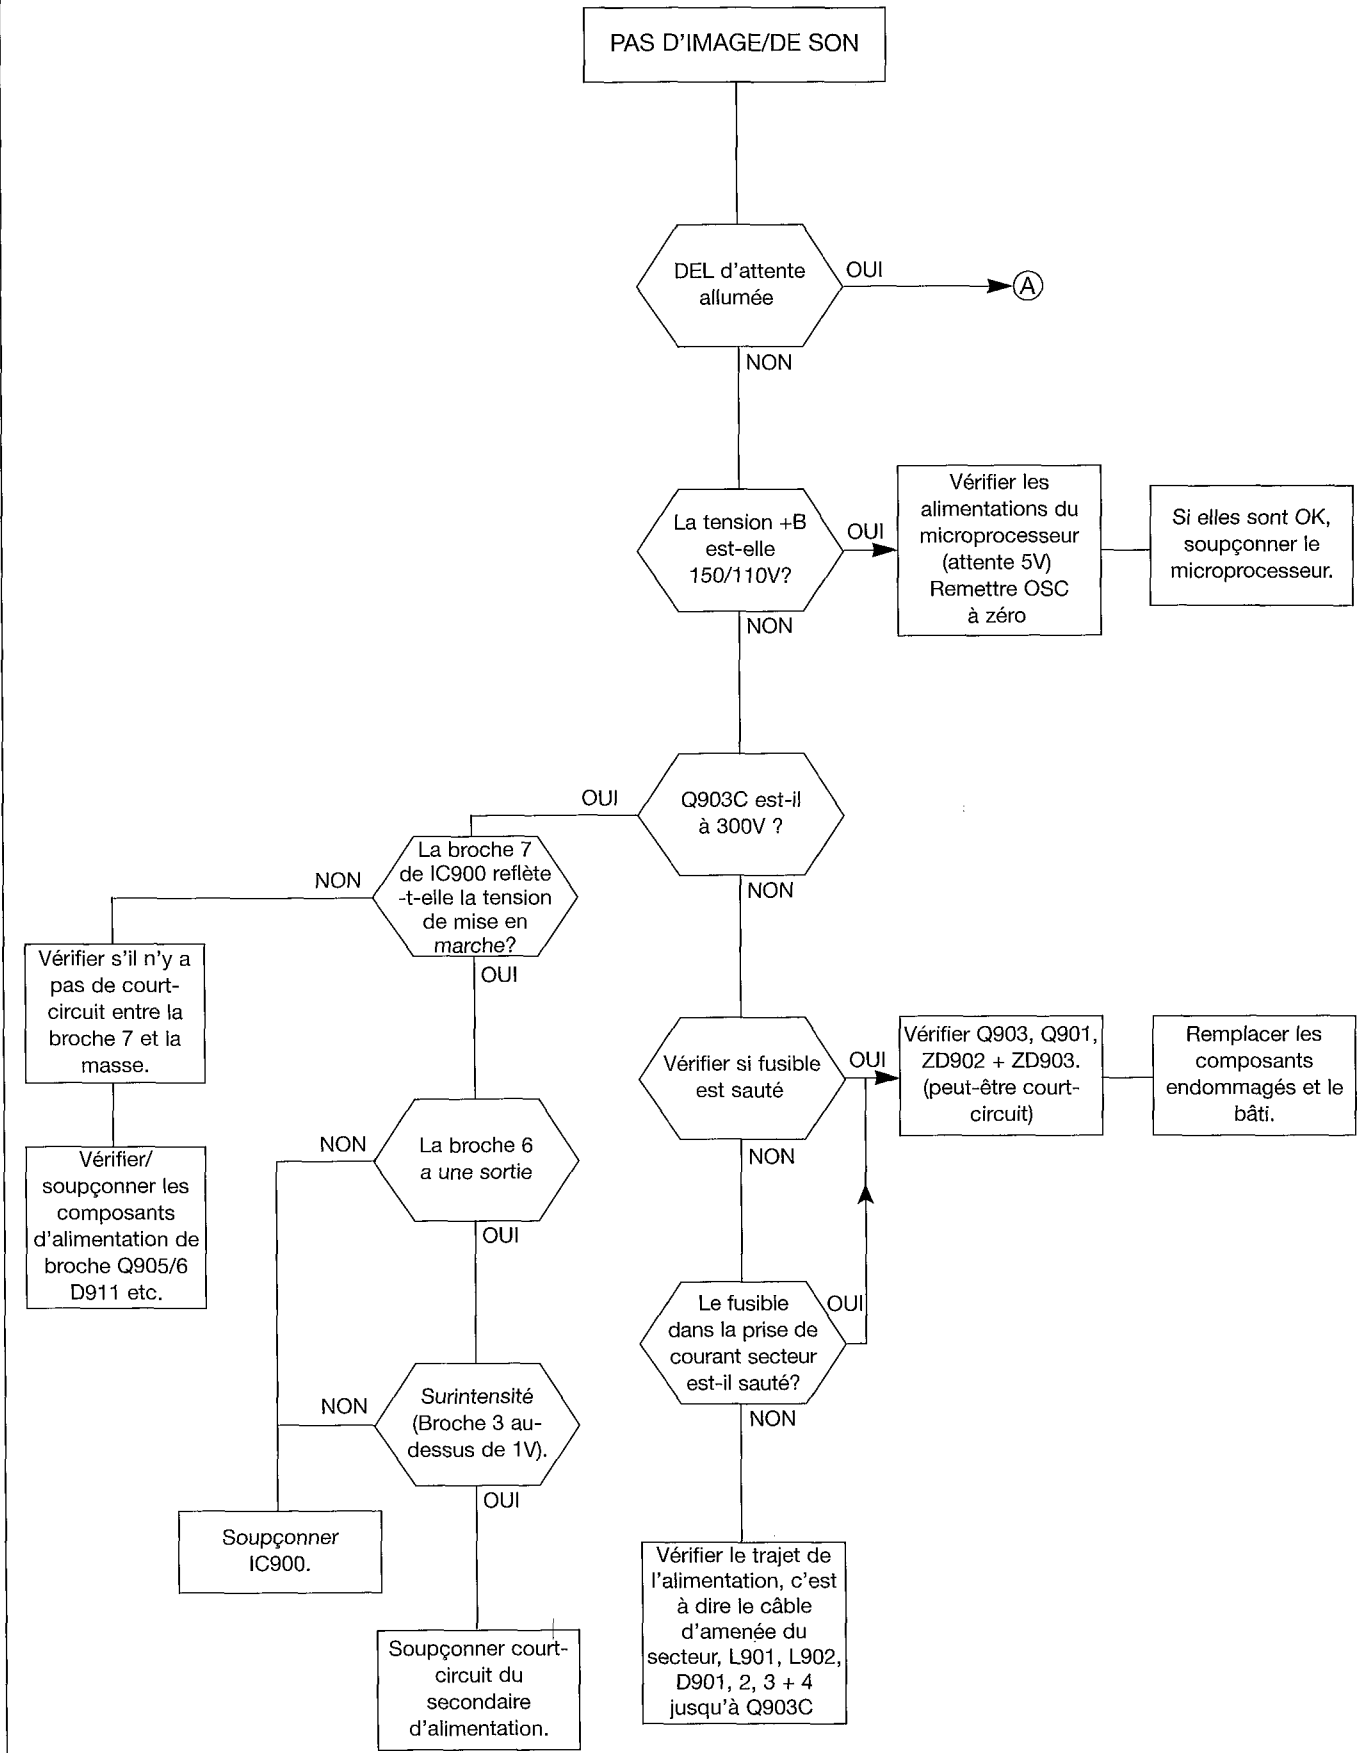 PAS D'IMAGE/DE SON
DEL d'attente
allumée
OUI
A
NON
La tension +B
est-elle
150/110V?
OUI
Vérifier les
alimentations du
microprocesseur
(attente 5V)
Remettre OSC
à zéro
Si elles sont OK,
soupçonner le
microprocesseur.
NON
Q903C est-il
à 300V ?
OUI
NON
La broche 7
de IC900 reflète
-t-elle la tension
de mise en
marche?
NON
OUI
Vérifier s'il n'y a
pas de court-
circuit entre la
broche 7 et la
masse.
Vérifier/
soupçonner les
composants
d'alimentation de
broche Q905/6
D911 etc.
Vérifier si fusible
est sauté
OUI
Vérifier Q903, Q901,
ZD902 + ZD903.
(peut-être court-
circuit)
Remplacer les
composants
endommagés et le
bâti.
NON
La broche 6
a une sortie
NON
OUI
Le fusible
dans la prise de
courant secteur
est-il sauté?
OUI
NON
Surintensité
(Broche 3 au-
dessus de 1V).
NON
OUI
Soupçonner
IC900.
Soupçonner court-
circuit du
secondaire
d'alimentation.
Vérifier le trajet de
l'alimentation, c'est
à dire le câble
d'amenée du
secteur, L901, L902,
D901, 2, 3 + 4
jusqu'à Q903C